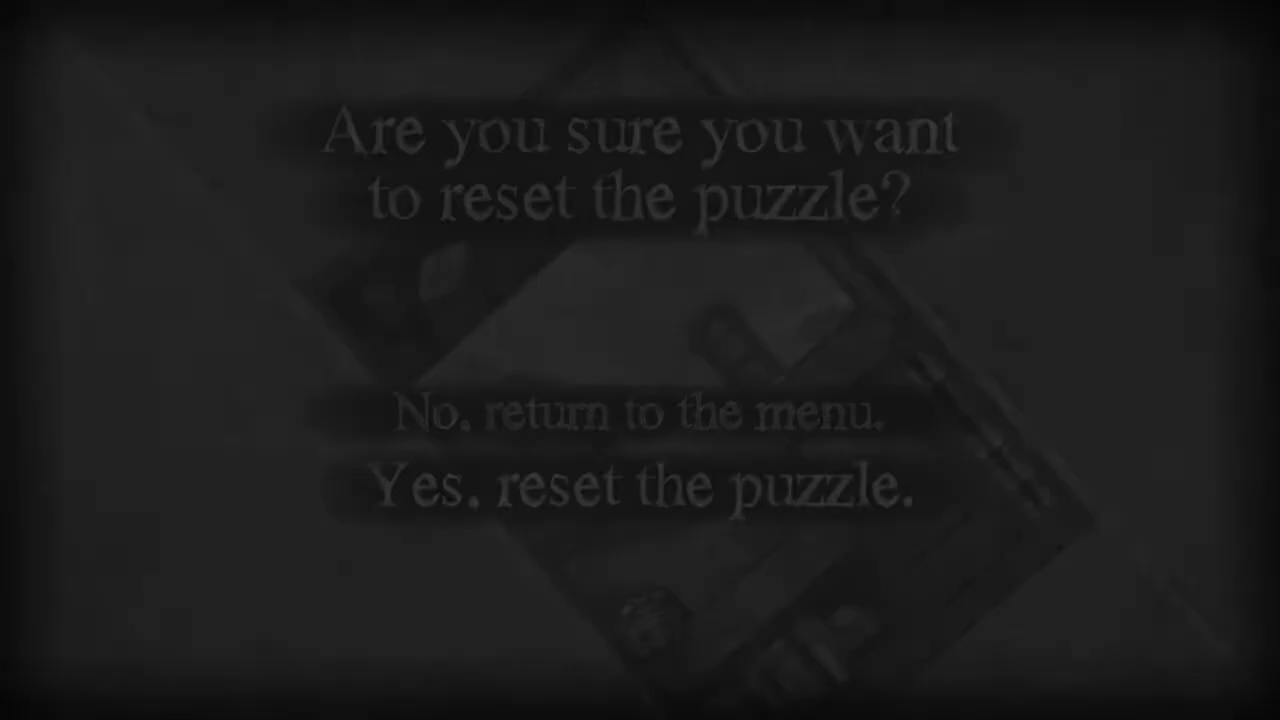 Are you sure you want
to reset the puzzle?
No, return to the menu.
Yes, reset the puzzle.